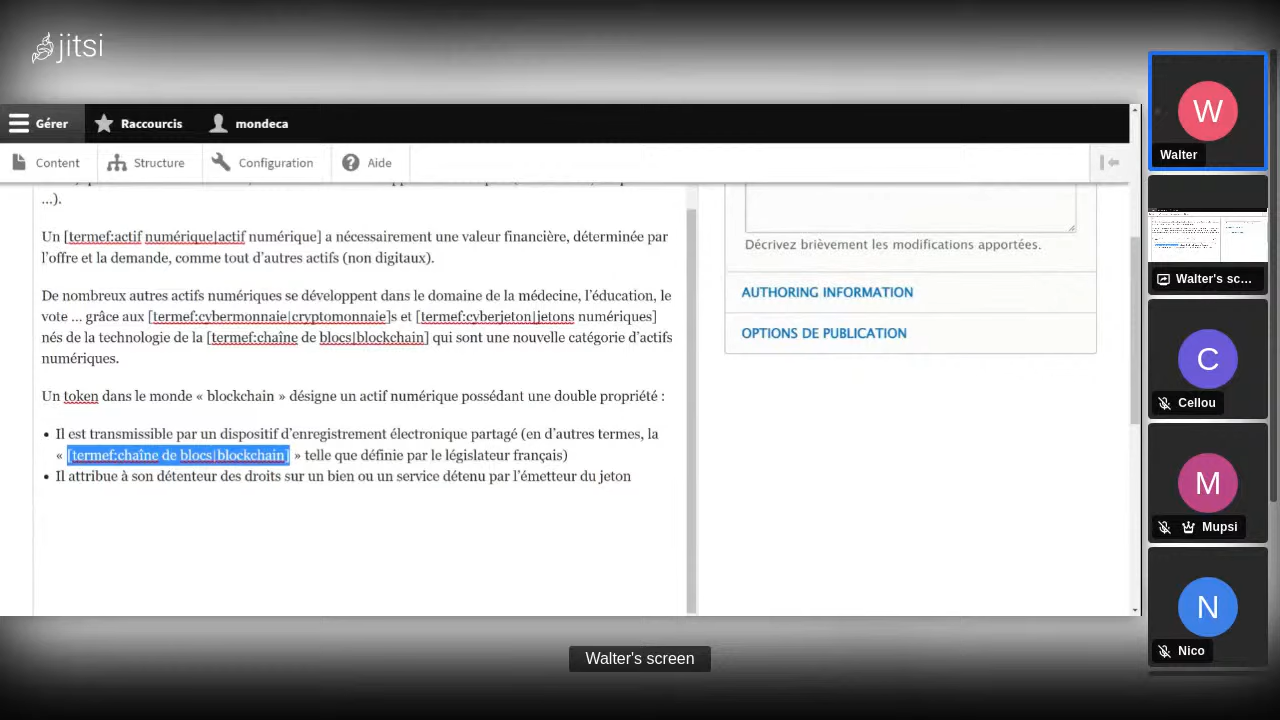 jitsi
Gérer
Raccourcis
mondeca
Content
Structure
Configuration
Aide
...).
Un [termef:actif numérique|actif numérique] a nécessairement une valeur financière, déterminée par
l'offre et la demande, comme tout d'autres actifs (non digitaux).
De nombreux autres actifs numériques se développent dans le domaine de la médecine, l'éducation, le
vote ... grâce aux [termef:cybermonnaie|cryptomonnaie]s et [termef:cyberjeton|jetons numériques]
nés de la technologie de la [termef:chaîne de blocs|blockchain] qui sont une nouvelle catégorie d'actifs
numériques.
Un token dans le monde « blockchain » désigne un actif numérique possédant une double propriété :
• Il est transmissible par un dispositif d'enregistrement électronique partagé (en d'autres termes, la
« [termef:chaîne de blocs|blockchain] » telle que définie par le législateur français)
• Il attribue à son détenteur des droits sur un bien ou un service détenu par l'émetteur du jeton
Décrivez brièvement les modifications apportées.
AUTHORING INFORMATION
OPTIONS DE PUBLICATION
Walter's screen
W
Walter
Walter's sc...
C
Cellou
M
Mupsi
N
Nico